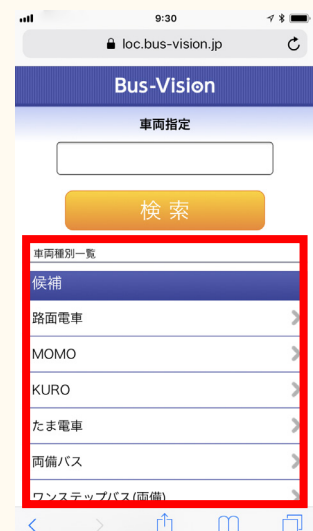 9:30
loc.bus-vision.jp
Bus-Vision
車両指定
検索
車両種別一覧
候補
路面電車
MOMO
KURO
たま電車
両備バス
ワンステップバス(両備)